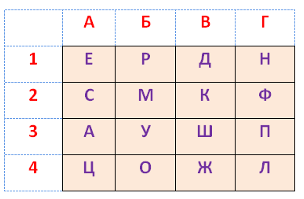 А Б В Г
1 Е Р Д Н
2 С М К Ф
3 А У Ш П
4 Ц О Ж Л